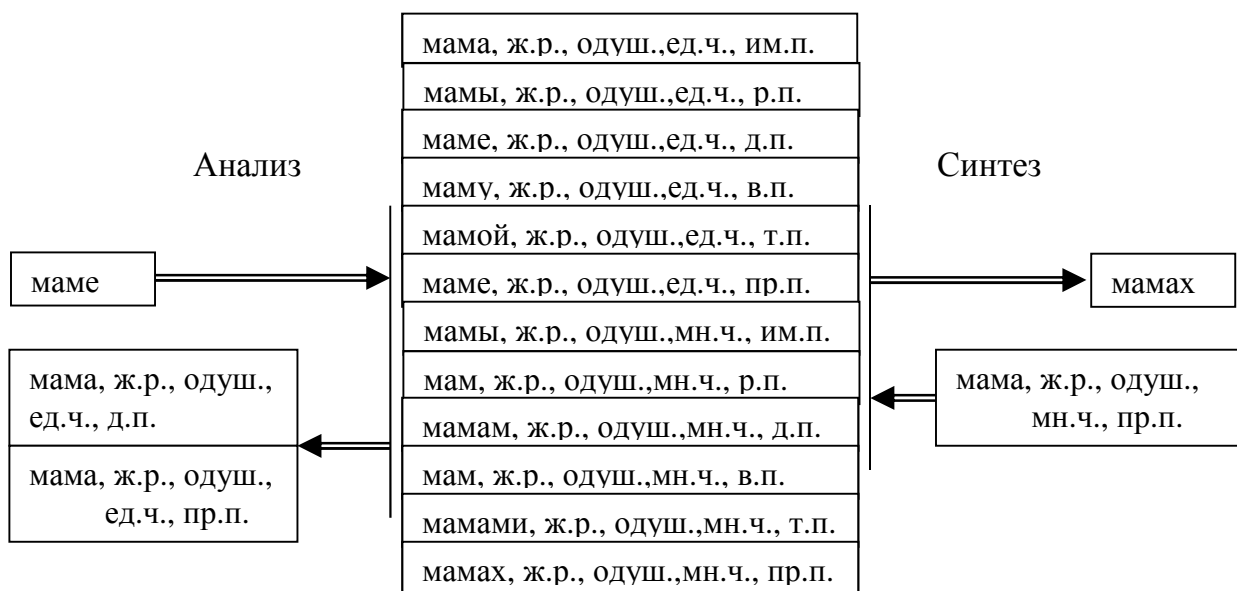 мама, ж.р., одуш.,ед.ч., им.п.
мамы, ж.р., одуш.,ед.ч., р.п.
маме, ж.р., одуш.,ед.ч., д.п.
маму, ж.р., одуш.,ед.ч., в.п.
мамой, ж.р., одуш.,ед.ч., т.п.
маме, ж.р., одуш.,ед.ч., пр.п.
мамы, ж.р., одуш.,мн.ч., им.п.
мам, ж.р., одуш.,мн.ч., р.п.
мамам, ж.р., одуш.,мн.ч., д.п.
мам, ж.р., одуш.,мн.ч., в.п.
мамами, ж.р., одуш.,мн.ч., т.п.
мамах, ж.р., одуш.,мн.ч., пр.п.
Анализ
маме
мама, ж.р., одуш.,
ед.ч., д.п.
мама, ж.р., одуш.,
ед.ч., пр.п.
Синтез
мамах
мама, ж.р., одуш.,
мн.ч., пр.п.